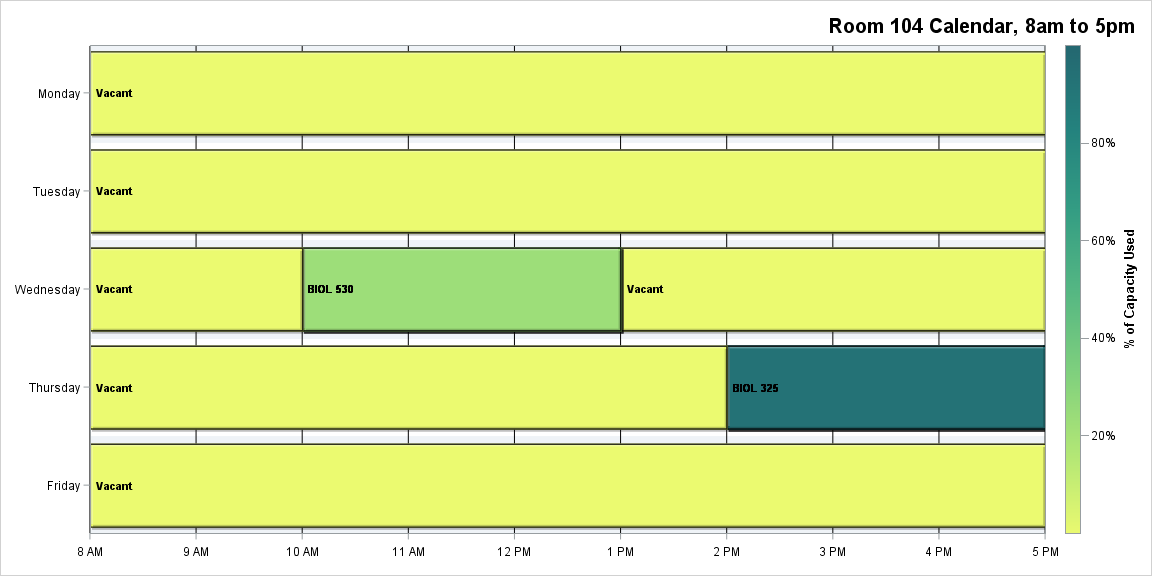 Room 104 Calendar, 8am to 5pm
Monday
Vacant
Tuesday
Vacant
Wednesday
Vacant
BIOL 530
Vacant
Thursday
Vacant
BIOL 325
Friday
Vacant
8 AM
9 AM
10 AM
11 AM
12 PM
1 PM
2 PM
3 PM
4 PM
5 PM
80%
60%
40%
20%
% of Capacity Used